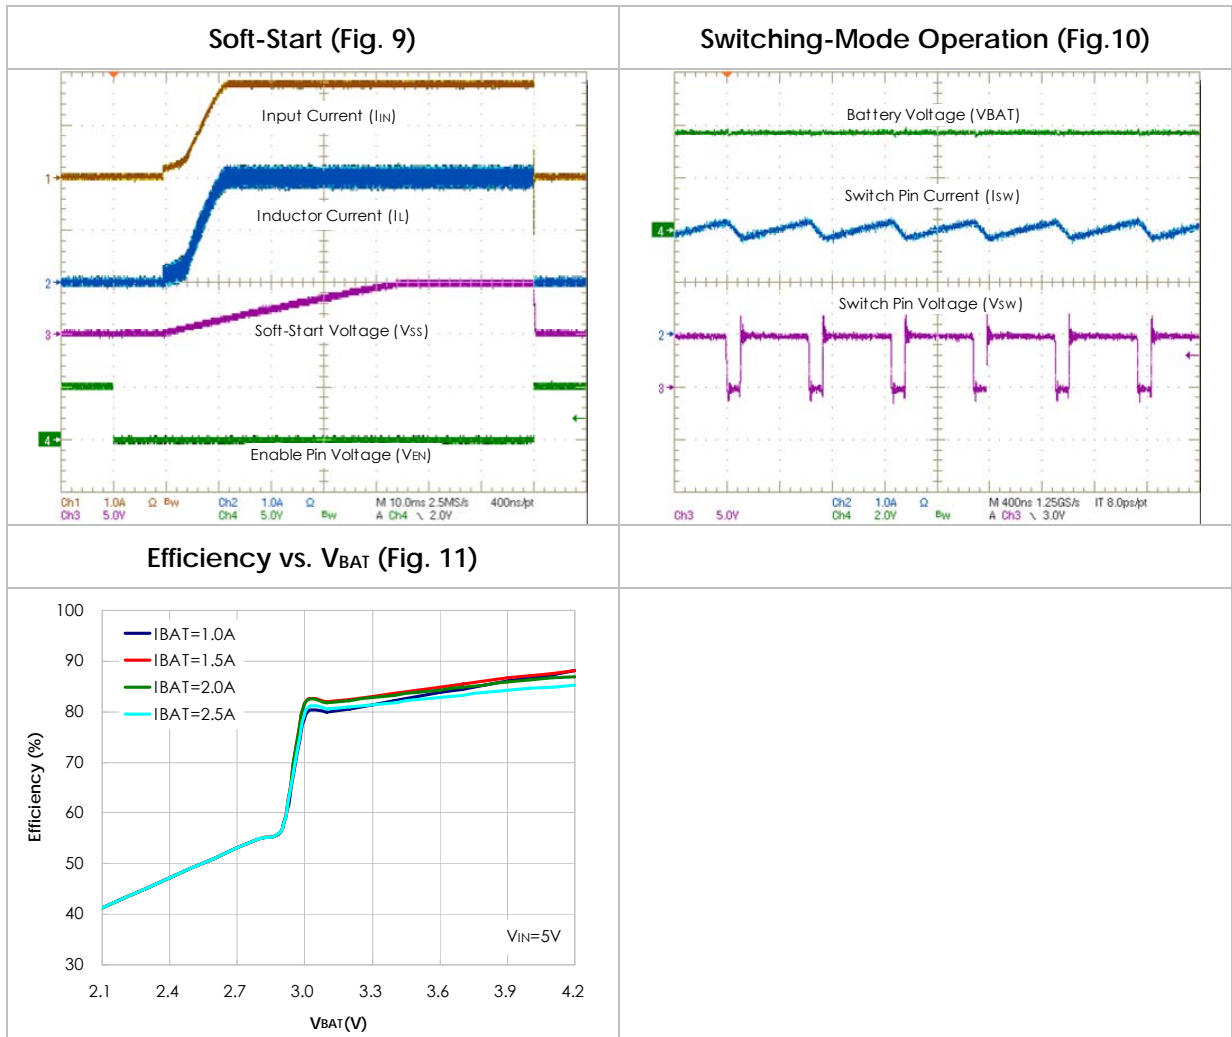 Soft-Start (Fig. 9)
Switching-Mode Operation (Fig.10)
Input Current (IIN)
Inductor Current (IL)
Soft-Start Voltage (VSS)
Enable Pin Voltage (VEN)
1
2
3
4
Ch1 1.0A Ω BW Ch2 1.0A Ω M 10.0ms 2.5MS/s 400ns/pt
Ch3 5.0V Ch4 5.0V BW A Ch4 \ 2.0V
Battery Voltage (VBAT)
Switch Pin Current (ISW)
Switch Pin Voltage (VSW)
4
2
3
Ch2 1.0A Ω M 400ns 1.25GS/s IT 8.0ps/pt
Ch3 5.0V Ch4 2.0V BW A Ch3 \ 3.0V
Efficiency vs. VBAT (Fig. 11)
100
90
80
70
60
50
40
30
Efficiency (%)
IBAT=1.0A
IBAT=1.5A
IBAT=2.0A
IBAT=2.5A
VIN=5V
2.1 2.4 2.7 3.0 3.3 3.6 3.9 4.2
VBAT(V)